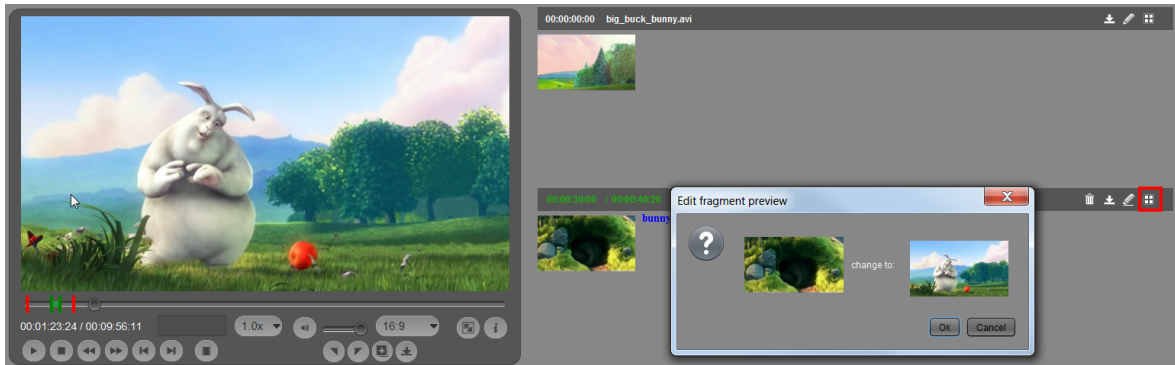 00:00:00:00 big_buck_bunny.avi
00:00:30:00 / 00:00:40:20
bunny
Edit fragment preview
change to:
Ok Cancel
00:01:23:24 / 00:09:56:11
1.0x
16:9